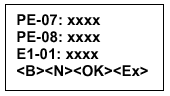 PE-07: xxxx
PE-08: xxxx
E1-01: xxxx
<B><N><OK><Ex>